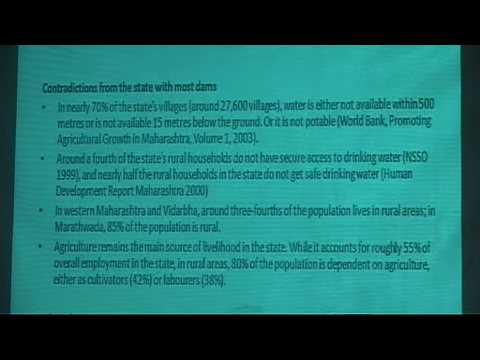 Contradictions from the state with most dams
• In nearly 70% of the state's villages (around 27,600 villages), water is either not available within 500
metres or is not available 15 metres below the ground. Or it is not potable (World Bank, Promoting
Agricultural Growth in Maharashtra, Volume 1, 2003).
• Around a fourth of the state's rural households do not have secure access to drinking water (NSSO
1999), and nearly half the rural households in the state do not get safe drinking water (Human
Development Report Maharashtra 2000)
• In western Maharashtra and Vidarbha, around three-fourths of the population lives in rural areas; in
Marathwada, 85% of the population is rural.
• Agriculture remains the main source of livelihood in the state. While it accounts for roughly 55% of
overall employment in the state, in rural areas, 80% of the population is dependent on agriculture,
either as cultivators (42%) or labourers (38%).